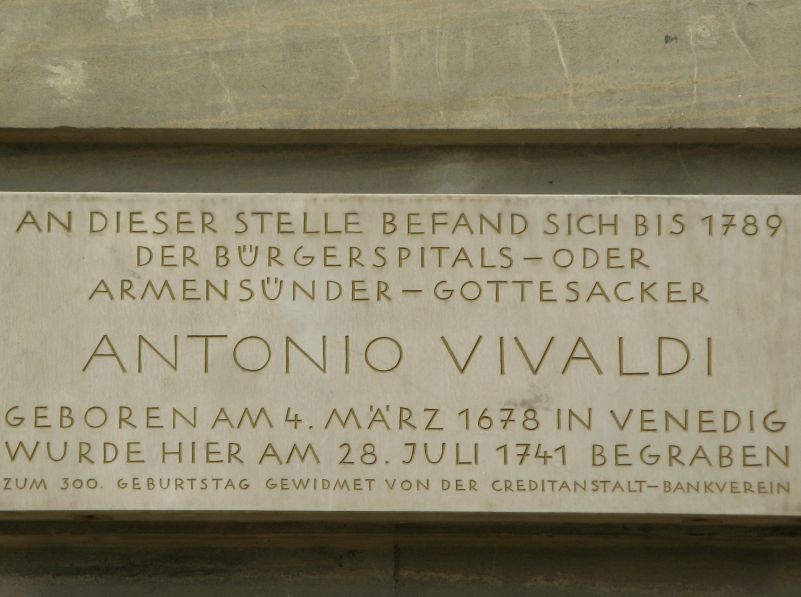 AN DIESER STELLE BEFAND SICH BIS 1789
DER BÜRGERSPITALS–ODER
ARMENSÜNDER–GOTTESACKER
ANTONIO VIVALDI
GEBOREN AM 4. MÄRZ 1678 IN VENEDIG
WURDE HIER AM 28. JULI 1741 BEGRABEN
ZUM 300. GEBURTSTAG GEWIDMET VON DER CREDITANSTALT–BANKVEREIN